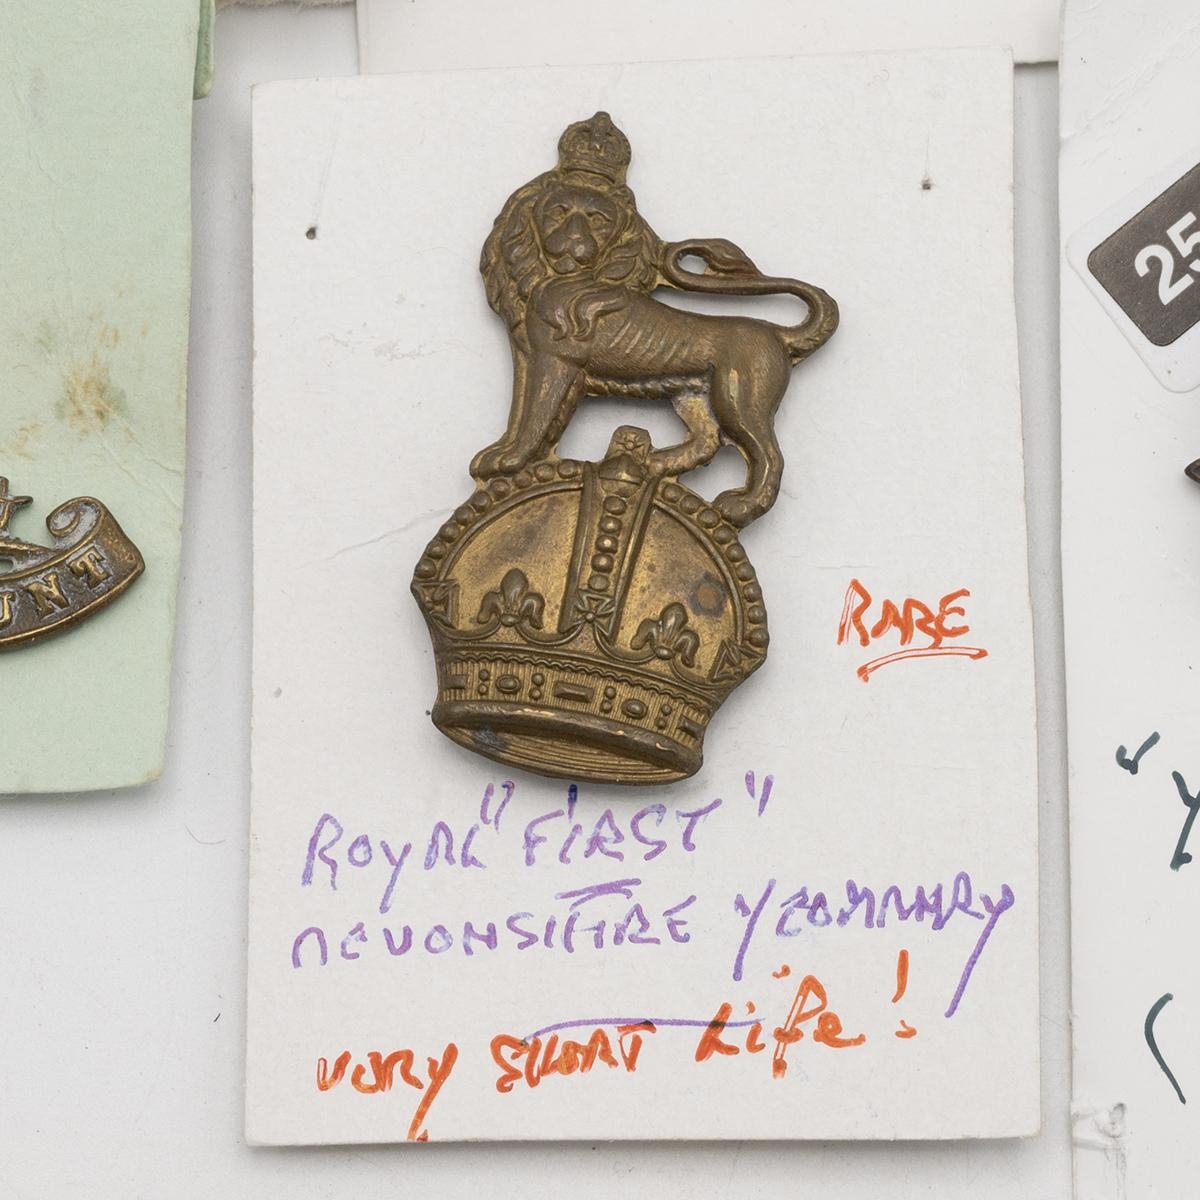 UNT
25
RARE
ROYAL "FIRST"
DEVONSHIRE YEOMANRY
VERY SHORT LIFE!